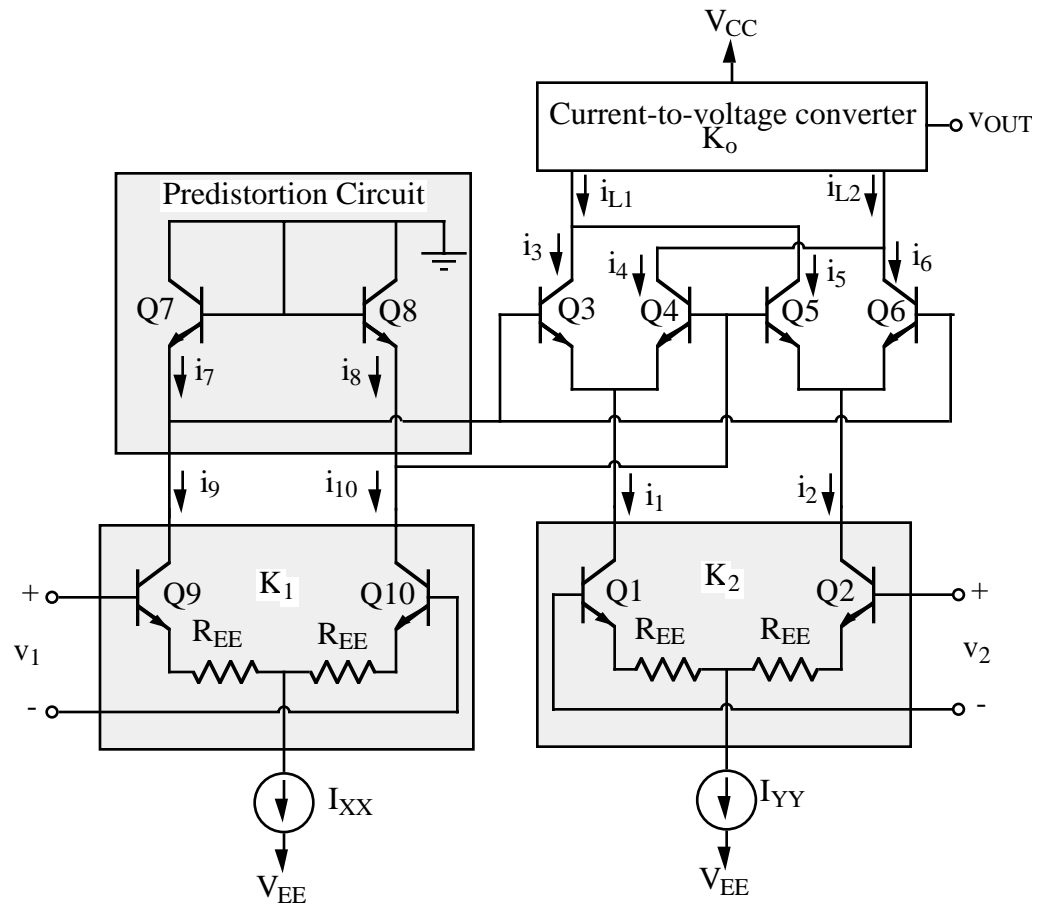 V_CC
Current-to-voltage converter
K_o
v_OUT
Predistortion Circuit
i_L1
i_L2
i_3
i_4
i_5
i_6
Q7
Q8
Q3
Q4
Q5
Q6
i_7
i_8
i_9
i_10
i_1
i_2
K_1
K_2
Q9
Q10
Q1
Q2
+
+
R_EE
R_EE
R_EE
R_EE
v_1
v_2
-
-
I_XX
I_YY
V_EE
V_EE